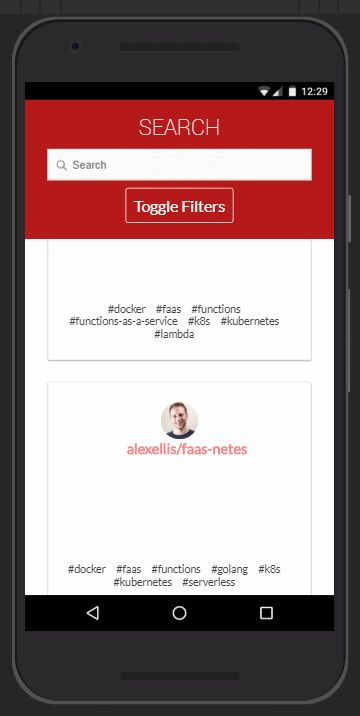 12:29
SEARCH
Search
Toggle Filters
#docker #faas #functions
#functions-as-a-service #k8s #kubernetes
#lambda
alexellis/faas-netes
#docker #faas #functions #golang #k8s
#kubernetes #serverless